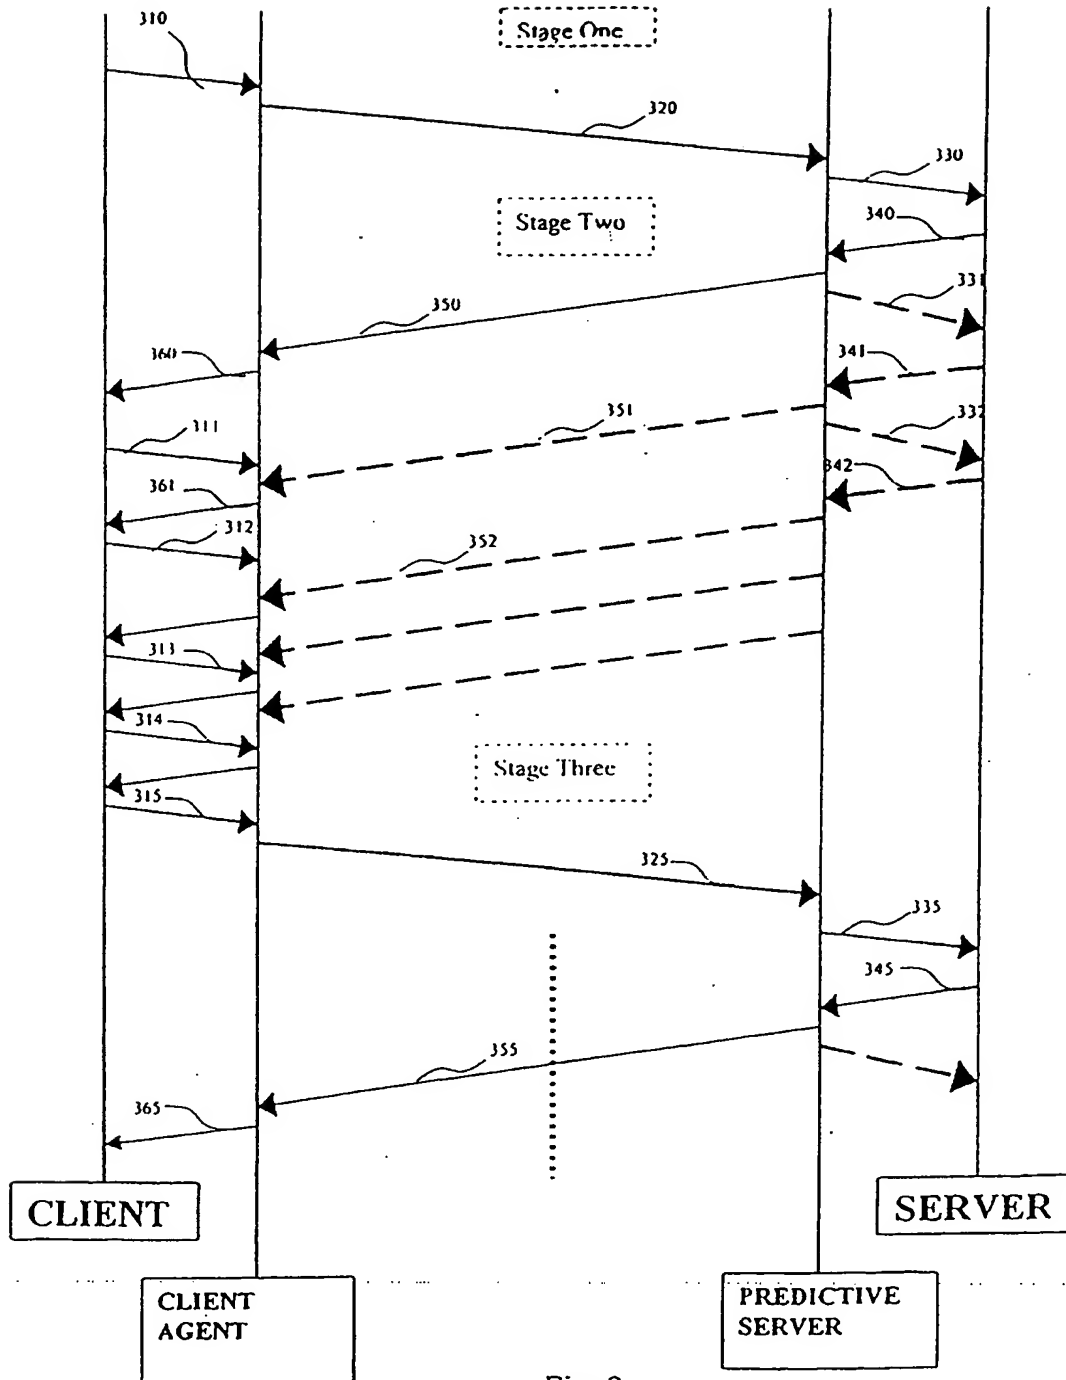 310
Stage One
320
330
Stage Two
340
331
350
360
341
351
332
311
342
361
312
352
313
314
Stage Three
315
325
335
345
355
365
CLIENT
SERVER
CLIENT
AGENT
PREDICTIVE
SERVER